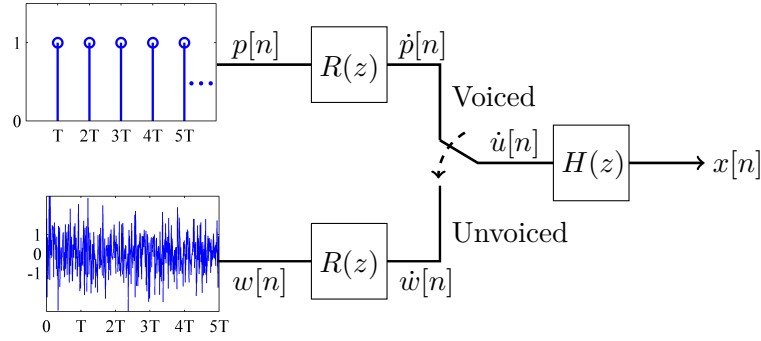 1
0
T 2T 3T 4T 5T
p[n]
R(z)
ṗ[n]
Voiced
u̇[n]
H(z)
x[n]
Unvoiced
1
0
-1
0 T 2T 3T 4T 5T
w[n]
R(z)
ẇ[n]